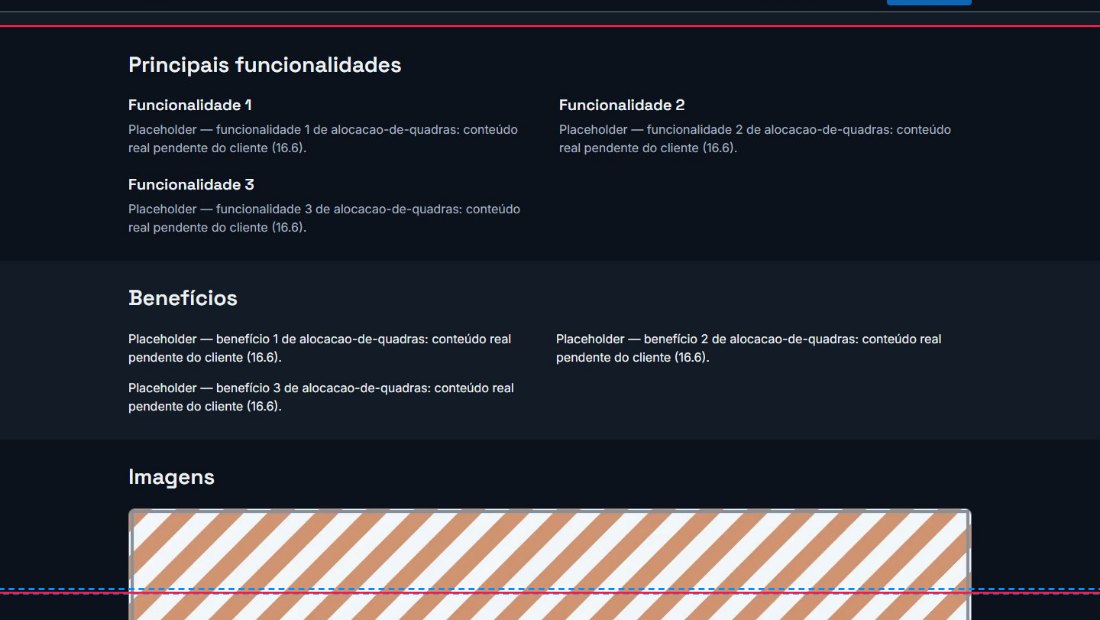 Principais funcionalidades
Funcionalidade 1
Placeholder — funcionalidade 1 de alocacao-de-quadras: conteúdo
real pendente do cliente (16.6).
Funcionalidade 2
Placeholder — funcionalidade 2 de alocacao-de-quadras: conteúdo
real pendente do cliente (16.6).
Funcionalidade 3
Placeholder — funcionalidade 3 de alocacao-de-quadras: conteúdo
real pendente do cliente (16.6).
Benefícios
Placeholder — benefício 1 de alocacao-de-quadras: conteúdo real
pendente do cliente (16.6).
Placeholder — benefício 2 de alocacao-de-quadras: conteúdo real
pendente do cliente (16.6).
Placeholder — benefício 3 de alocacao-de-quadras: conteúdo real
pendente do cliente (16.6).
Imagens